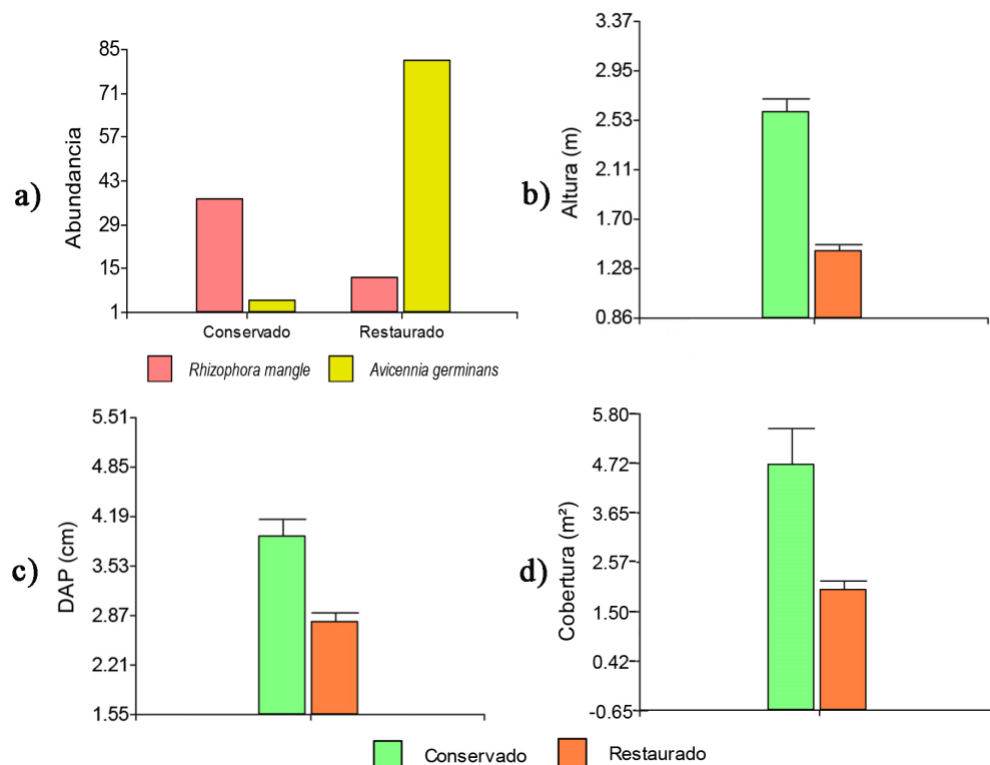 a)
Abundancia
85
71
57
43
29
15
1
Conservado Restaurado
Rhizophora mangle Avicennia germinans
b)
Altura (m)
3.37
2.95
2.53
2.11
1.70
1.28
0.86
c)
DAP (cm)
5.51
4.85
4.19
3.53
2.87
2.21
1.55
d)
Cobertura (m²)
5.80
4.72
3.65
2.57
1.50
0.42
-0.65
Conservado Restaurado